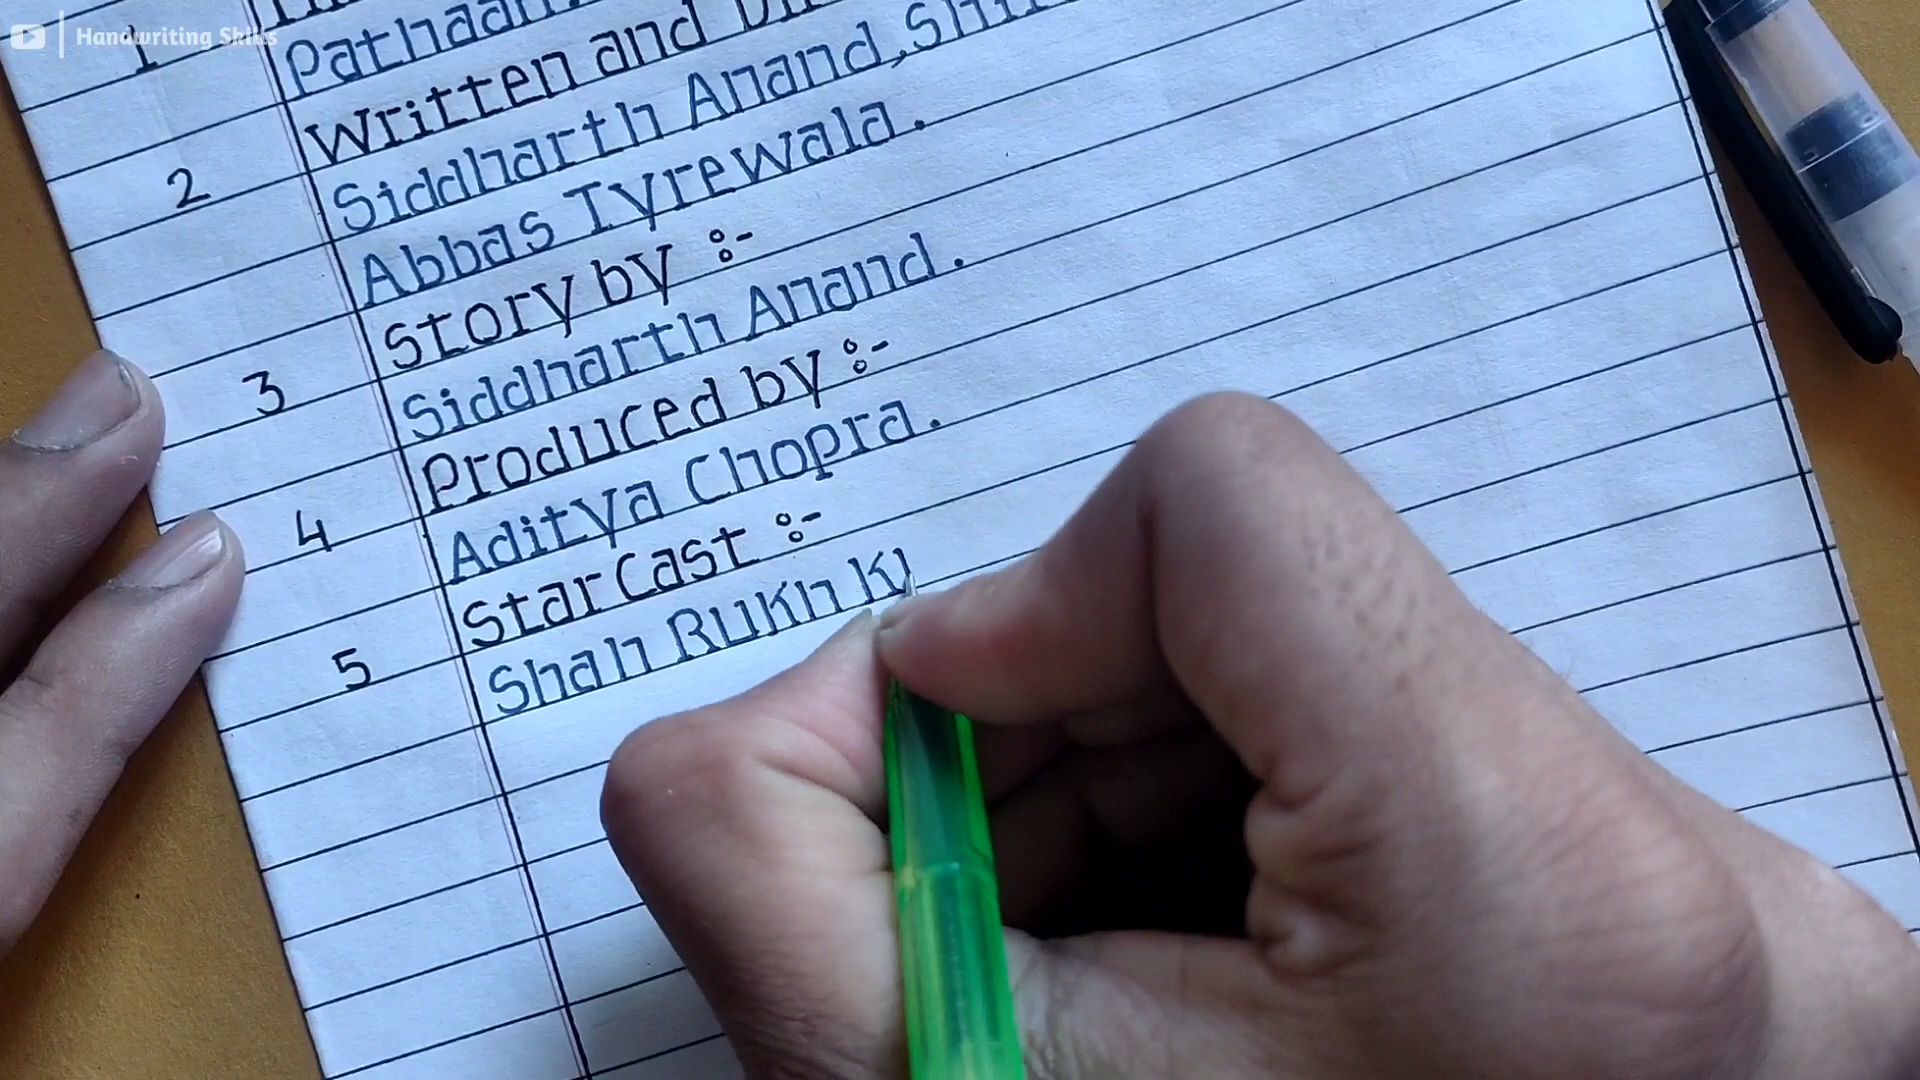 Handwriting Skills
1 Pathaan.
Written and
2 Siddharth Anand,
Abbas Tyrewala.
Story by :-
3 Siddharth Anand.
Produced by :-
4 Aditya Chopra.
Star Cast :-
5 Shah Rukh